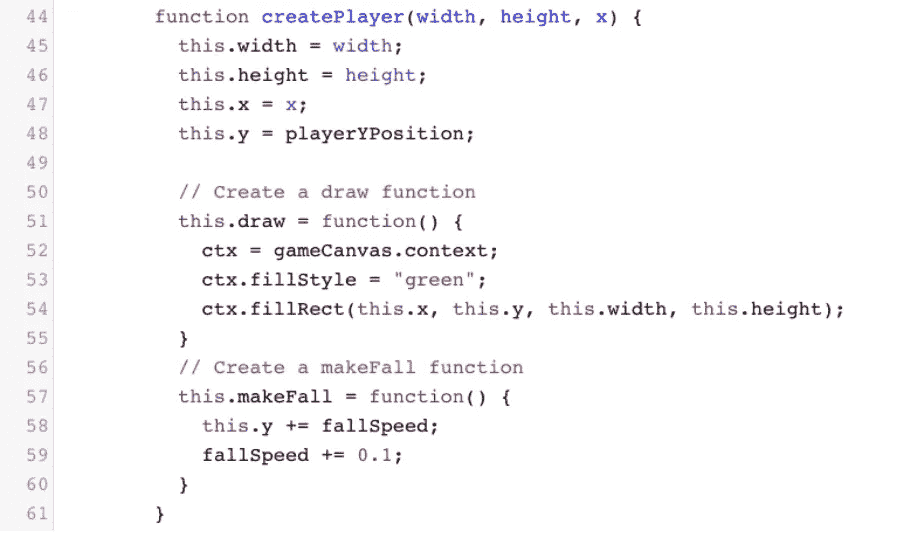 44 function createPlayer(width, height, x) {
45 this.width = width;
46 this.height = height;
47 this.x = x;
48 this.y = playerYPosition;
49
50 // Create a draw function
51 this.draw = function() {
52 ctx = gameCanvas.context;
53 ctx.fillStyle = "green";
54 ctx.fillRect(this.x, this.y, this.width, this.height);
55 }
56 // Create a makeFall function
57 this.makeFall = function() {
58 this.y += fallSpeed;
59 fallSpeed += 0.1;
60 }
61 }